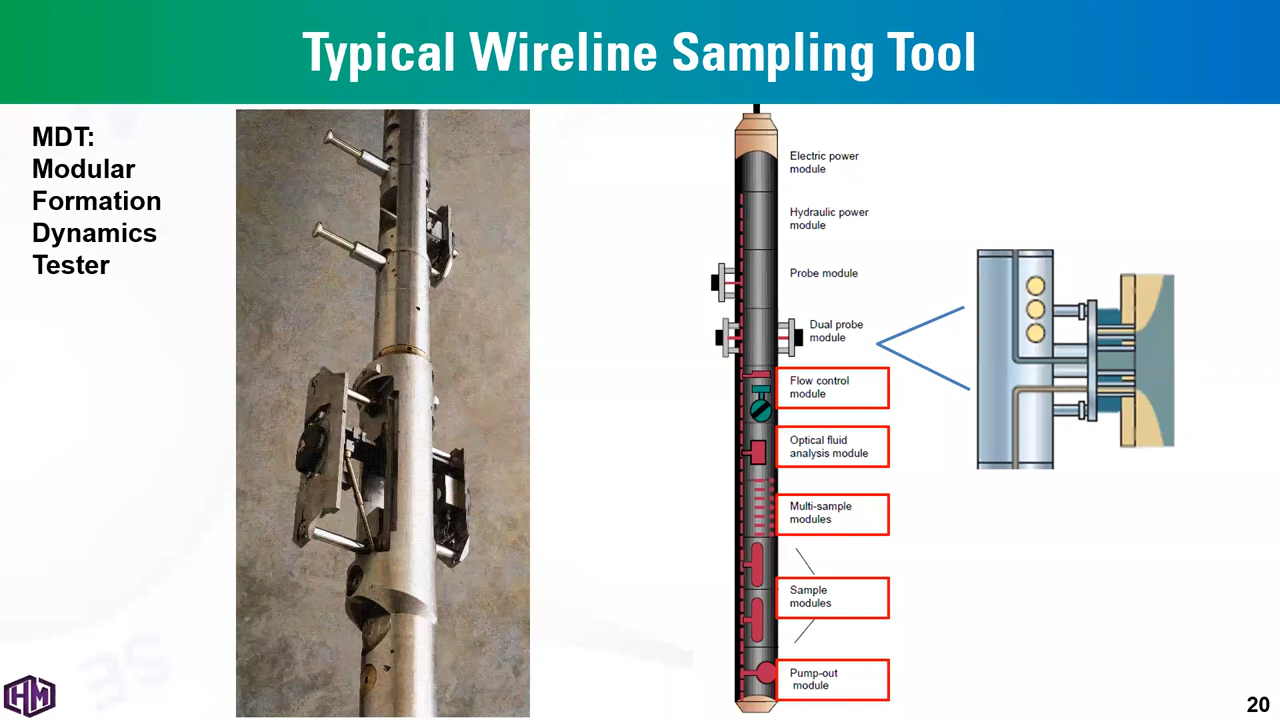 Typical Wireline Sampling Tool
MDT:
Modular
Formation
Dynamics
Tester
Electric power
module
Hydraulic power
module
Probe module
Dual probe
module
Flow control
module
Optical fluid
analysis module
Multi-sample
modules
Sample
modules
Pump-out
module
HM
20